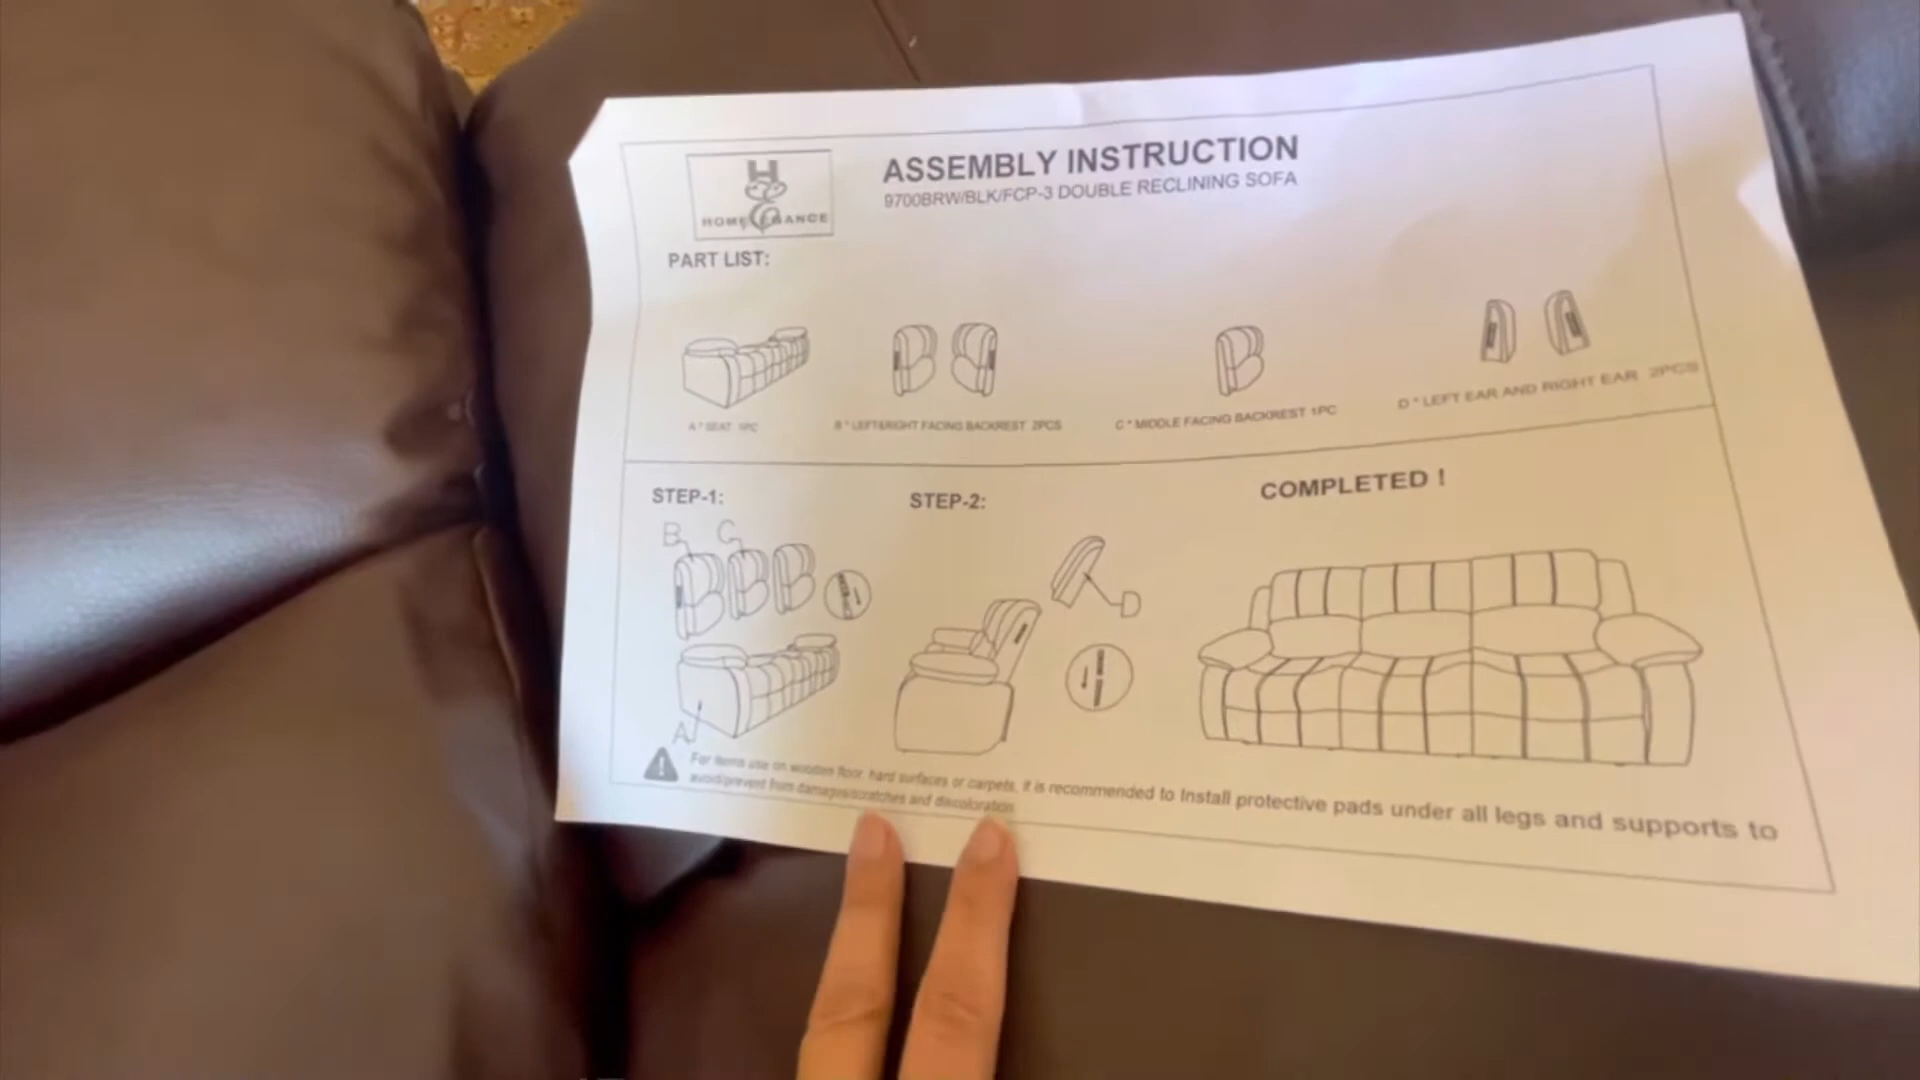 HOMELEGANCE
ASSEMBLY INSTRUCTION
9700BRW/BLK/FCP-3 DOUBLE RECLINING SOFA
PART LIST:
A * SEAT 1PC
B * LEFT&RIGHT FACING BACKREST 2PCS
C * MIDDLE FACING BACKREST 1PC
D * LEFT EAR AND RIGHT EAR 2PCS
STEP-1:
STEP-2:
COMPLETED !
B
C
A
D
For items use on wooden floor, hard surfaces or carpets, it is recommended to Install protective pads under all legs and supports to
avoid/prevent from damages/scratches and discoloration